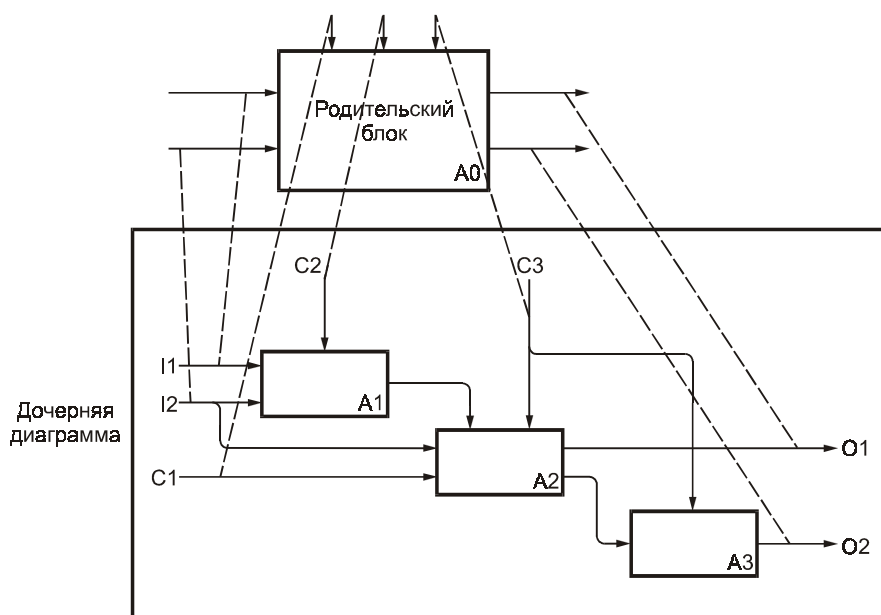 Родительский
блок
A0
C2
C3
I1
I2
A1
Дочерняя
диаграмма
C1
A2
O1
O2
A3